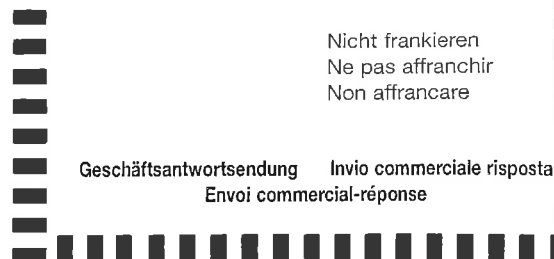 Nicht frankieren
Ne pas affranchir
Non affrancare
Geschäftsantwortsendung Invio commerciale risposta
Envoi commercial-réponse